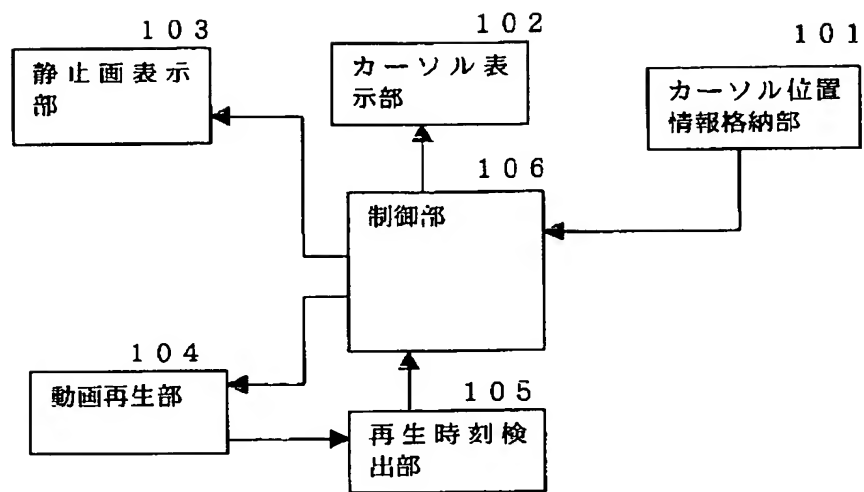 103
静止画表示
部
102
カーソル表
示部
101
カーソル位置
情報格納部
106
制御部
104
動画再生部
105
再生時刻検
出部